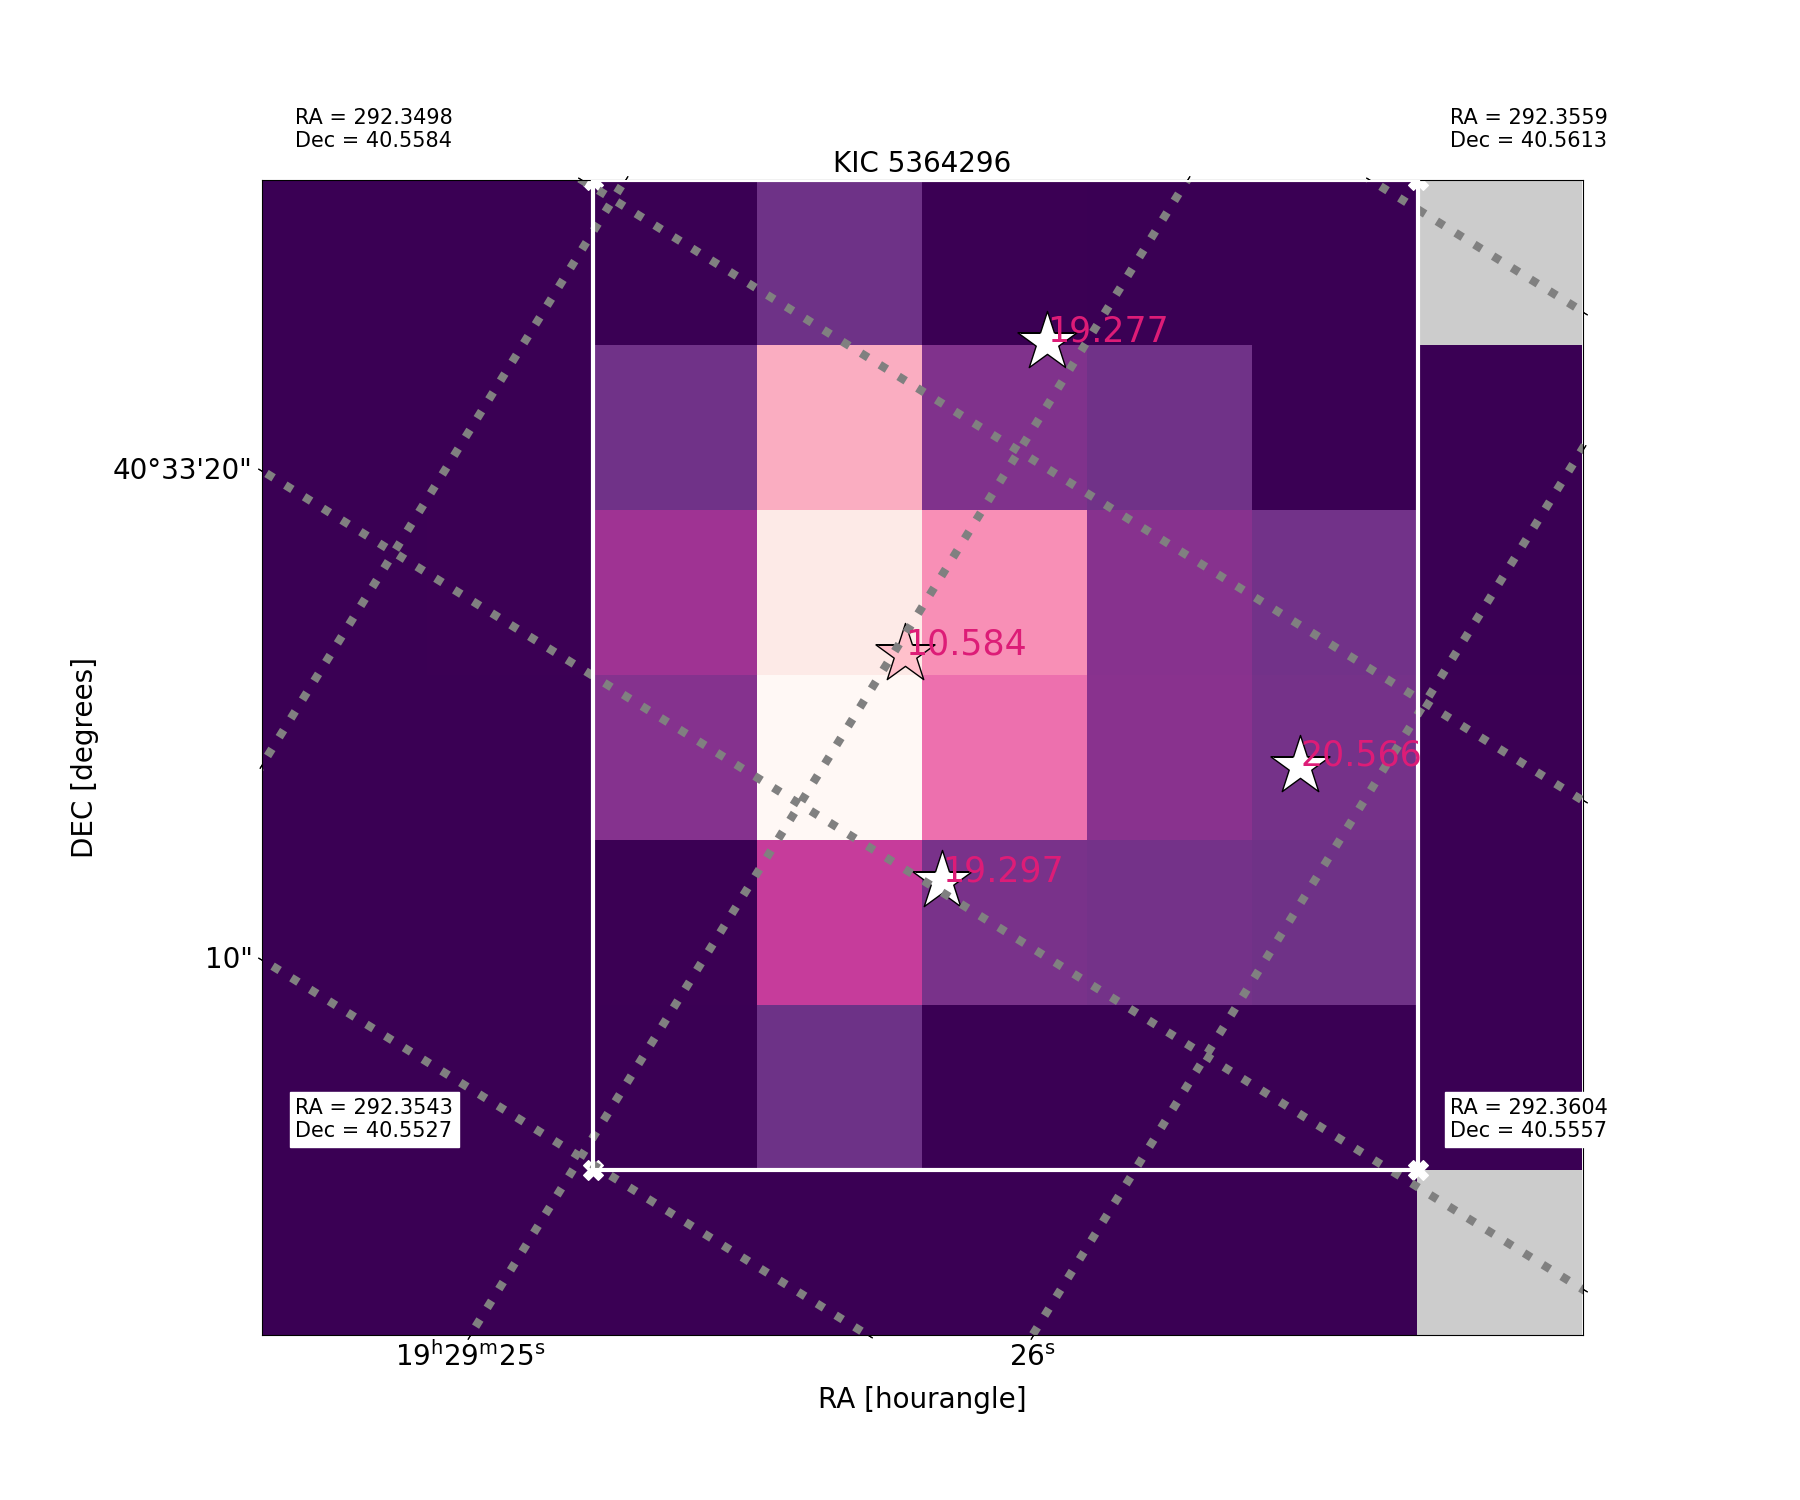 RA = 292.3498
Dec = 40.5584
RA = 292.3559
Dec = 40.5613
KIC 5364296
19.277
40°33'20"
10.584
20.566
19.297
10"
DEC [degrees]
RA = 292.3543
Dec = 40.5527
RA = 292.3604
Dec = 40.5557
19ʰ29ᵐ25ˢ
26ˢ
RA [hourangle]